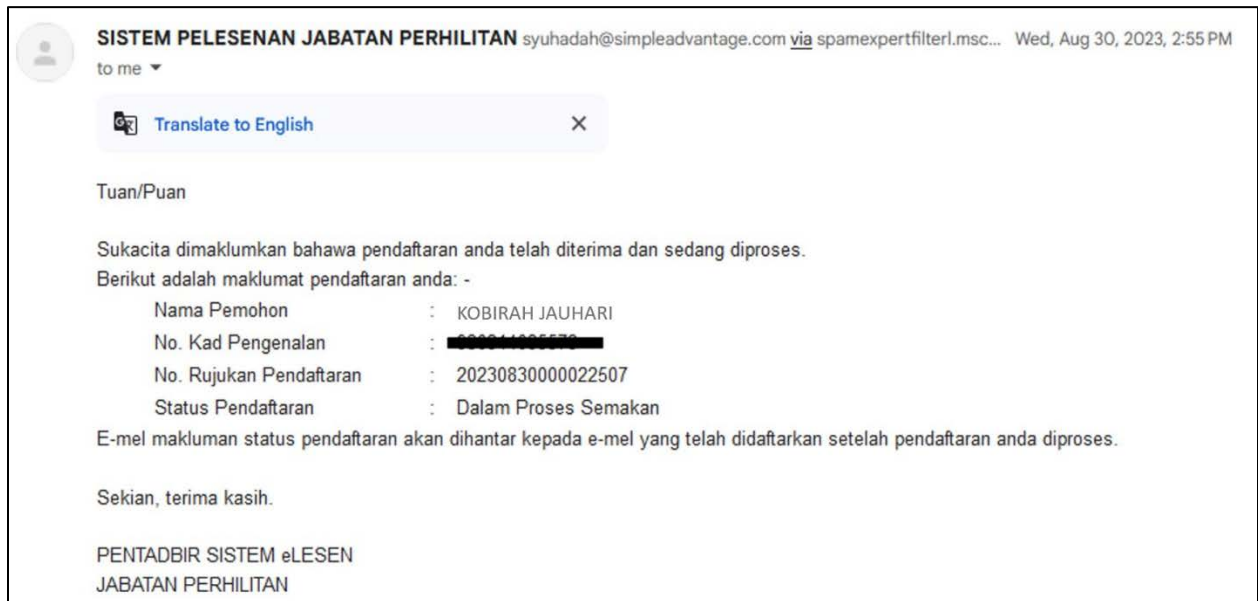 SISTEM PELESENAN JABATAN PERHILITAN syuhadah@simpleadvantage.com via spamexpertfilterl.msc... Wed, Aug 30, 2023, 2:55 PM
to me
Translate to English
Tuan/Puan
Sukacita dimaklumkan bahawa pendaftaran anda telah diterima dan sedang diproses.
Berikut adalah maklumat pendaftaran anda: -
Nama Pemohon : KOBIRAH JAUHARI
No. Kad Pengenalan :
No. Rujukan Pendaftaran : 20230830000022507
Status Pendaftaran : Dalam Proses Semakan
E-mel makluman status pendaftaran akan dihantar kepada e-mel yang telah didaftarkan setelah pendaftaran anda diproses.
Sekian, terima kasih.
PENTADBIR SISTEM eLESEN
JABATAN PERHILITAN